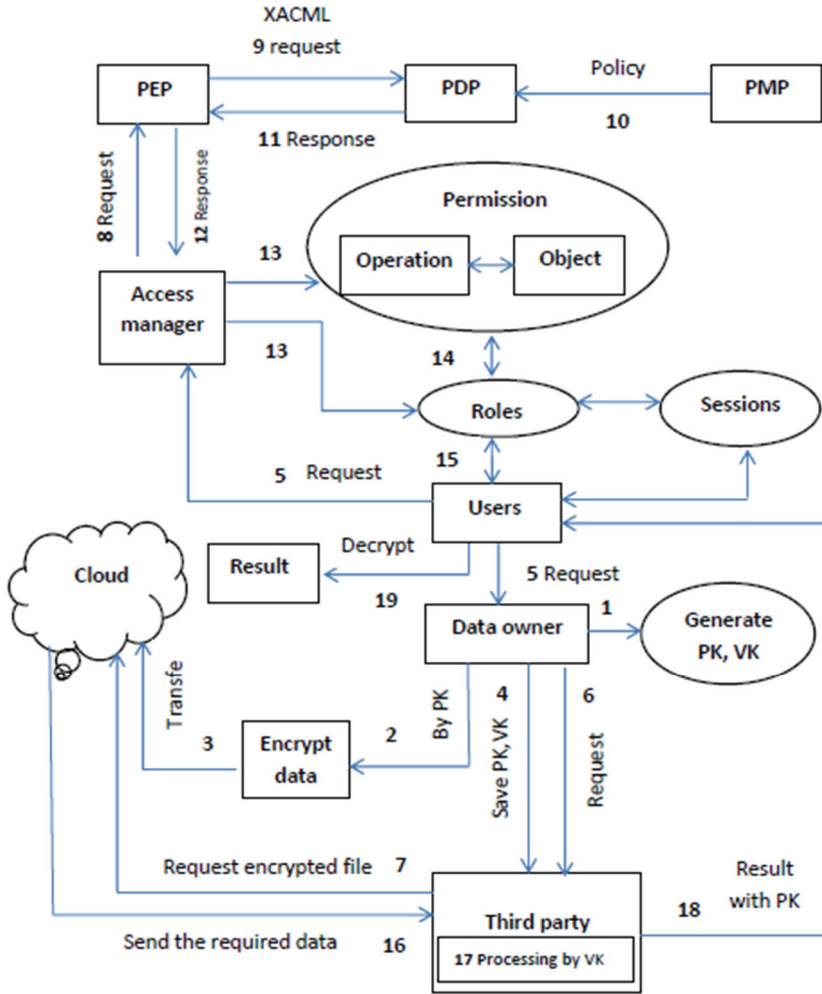 XACML
9 request
PEP
PDP
Policy
PMP
10
11 Response
8 Request
12 Response
Permission
Operation
Object
13
Access
manager
13
14
Roles
Sessions
15
5 Request
Users
Cloud
Decrypt
Result
19
5 Request
1
Data owner
Generate
PK, VK
Transfe
3
Encrypt
data
2
By PK
4
Save PK,VK
6
Request
Request encrypted file 7
Result
with PK
18
Third party
Send the required data 16
17 Processing by VK